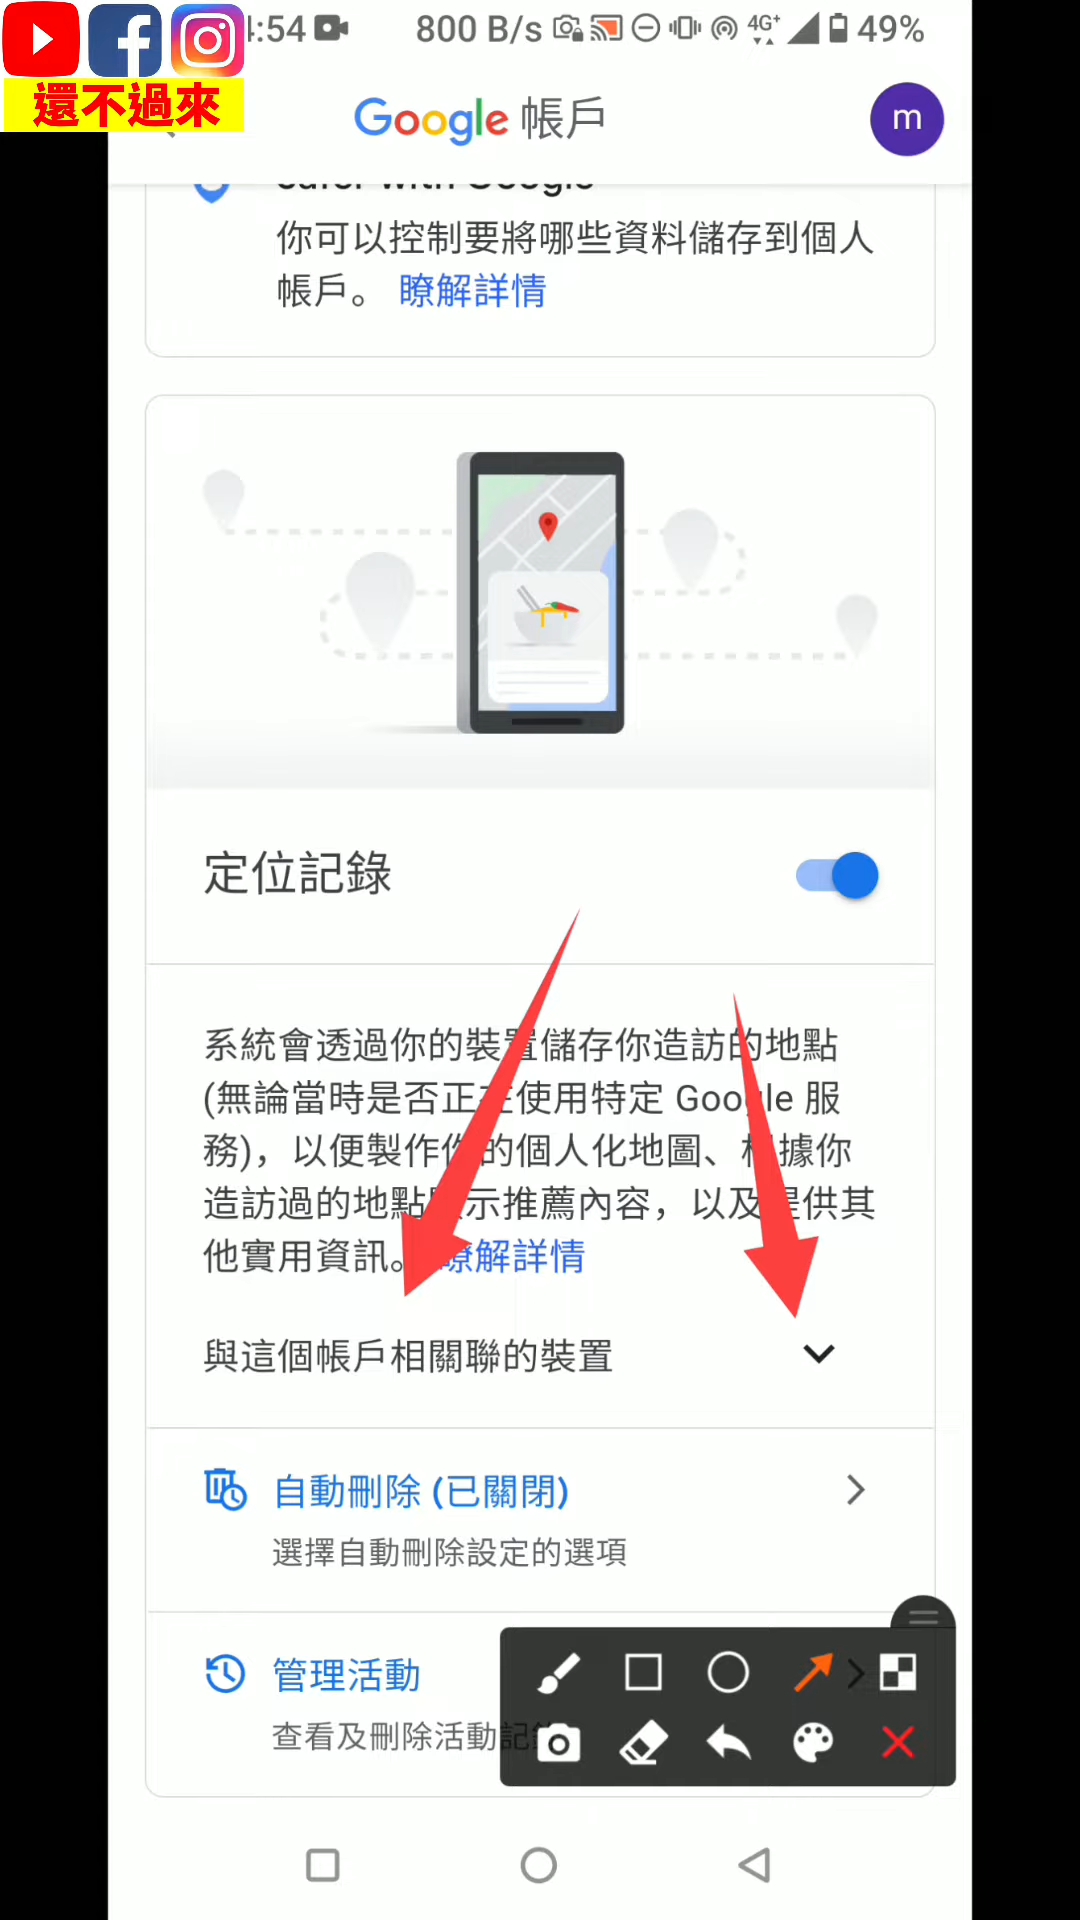 :54
800 B/s
4G+
49%
還不過來
Google 帳戶
m
Safer with Google
你可以控制要將哪些資料儲存到個人
帳戶。 瞭解詳情
定位記錄
系統會透過你的裝置儲存你造訪的地點
(無論當時是否正在使用特定 Google 服
務)，以便製作你的個人化地圖、根據你
造訪過的地點顯示推薦內容，以及提供其
他實用資訊。瞭解詳情
與這個帳戶相關聯的裝置
自動刪除 (已關閉)
選擇自動刪除設定的選項
管理活動
查看及刪除活動記錄